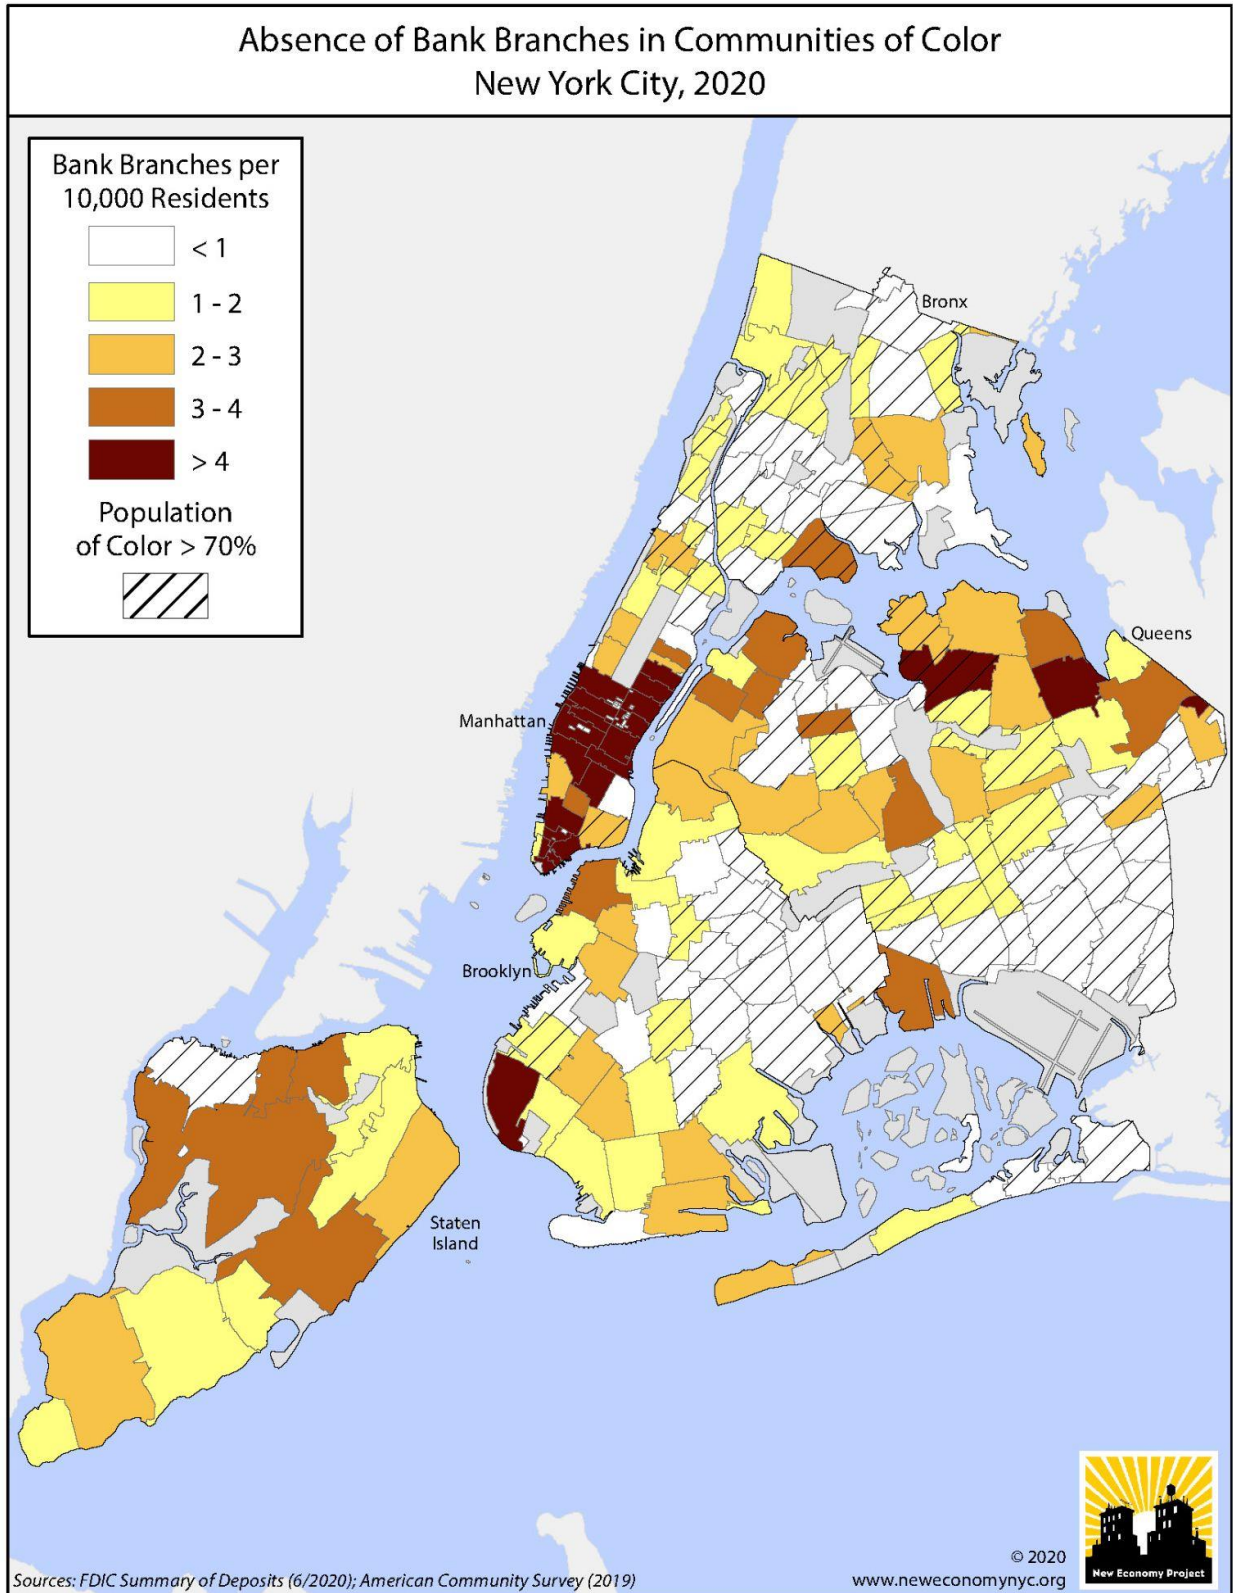 Absence of Bank Branches in Communities of Color
New York City, 2020
Bank Branches per
10,000 Residents
< 1
1 - 2
2 - 3
3 - 4
> 4
Population
of Color > 70%
Bronx
Queens
Manhattan
Brooklyn
Staten
Island
© 2020
New Economy Project
Sources: FDIC Summary of Deposits (6/2020); American Community Survey (2019)
www.neweconomynyc.org